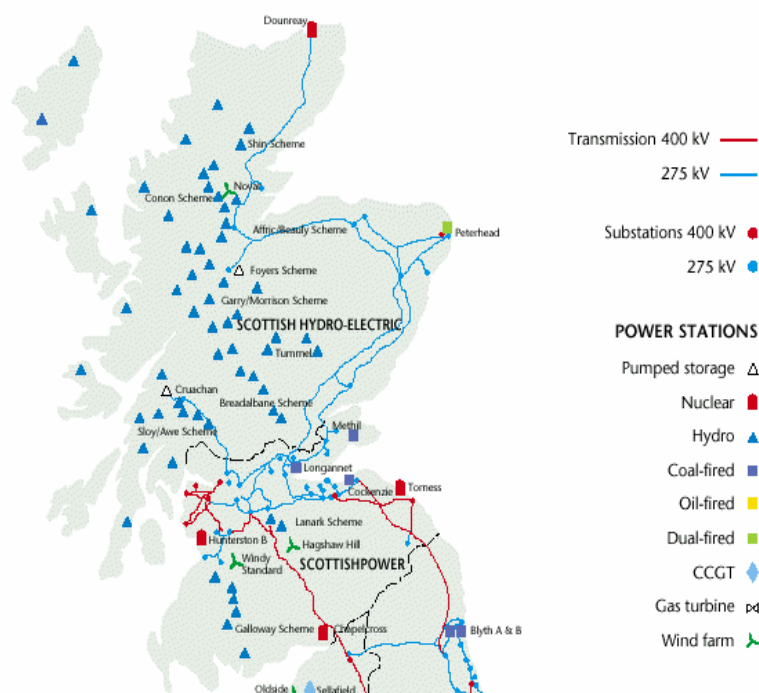 Dounreay
Transmission 400 kV
Shin Scheme
275 kV
Novar
Conon Scheme
Affric/Beauly Scheme
Peterhead
Substations 400 kV
275 kV
Foyers Scheme
Garry/Morrison Scheme
SCOTTISH HYDRO-ELECTRIC
POWER STATIONS
Tummel
Pumped storage
Cruachan
Breadalbane Scheme
Nuclear
Methil
Sloy/Awe Scheme
Hydro
Longannet
Coal-fired
Cockenzie
Torness
Oil-fired
Lanark Scheme
Hunterston B
Hagshaw Hill
Dual-fired
Windy
Standard
SCOTTISHPOWER
CCGT
Gas turbine
Galloway Scheme
Chapelcross
Blyth A & B
Wind farm
Oldside
Sellafield